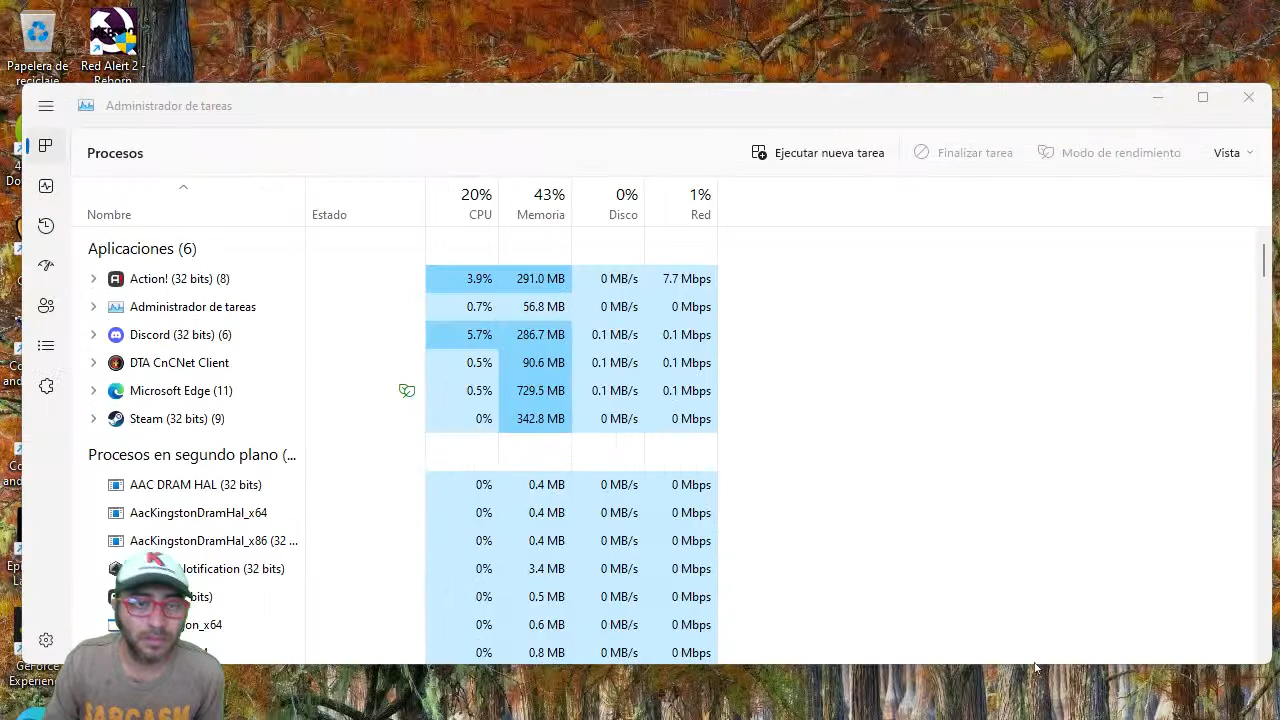 Papelera de reciclaje
Red Alert 2 - Reborn
Administrador de tareas
Procesos
Ejecutar nueva tarea
Finalizar tarea
Modo de rendimiento
Vista
20% 43% 0% 1%
Nombre Estado CPU Memoria Disco Red
Aplicaciones (6)
Action! (32 bits) (8) 3.9% 291.0 MB 0 MB/s 7.7 Mbps
Administrador de tareas 0.7% 56.8 MB 0 MB/s 0 Mbps
Discord (32 bits) (6) 5.7% 286.7 MB 0.1 MB/s 0.1 Mbps
DTA CnCNet Client 0.5% 90.6 MB 0.1 MB/s 0 Mbps
Microsoft Edge (11) 0.5% 729.5 MB 0.1 MB/s 0.1 Mbps
Steam (32 bits) (9) 0% 342.8 MB 0 MB/s 0 Mbps
Procesos en segundo plano (...
AAC DRAM HAL (32 bits) 0% 0.4 MB 0 MB/s 0 Mbps
AacKingstonDramHal_x64 0% 0.4 MB 0 MB/s 0 Mbps
AacKingstonDramHal_x86 (32 ... 0% 0.4 MB 0 MB/s 0 Mbps
Notification (32 bits) 0% 3.4 MB 0 MB/s 0 Mbps
bits) 0% 0.5 MB 0 MB/s 0 Mbps
on_x64 0% 0.6 MB 0 MB/s 0 Mbps
0% 0.8 MB 0 MB/s 0 Mbps
GeForce
Experien
SARCASM